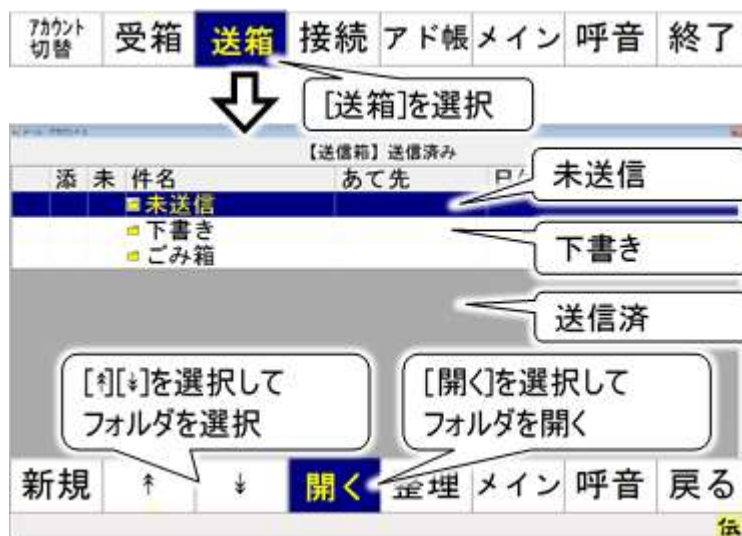 アカウント
切替 受箱 送箱 接続 アド帳 メイン 呼音 終了
[送箱]を選択
【送信箱】送信済み
添 未 件名 あて先
未送信
未送信
下書き
下書き
ごみ箱
送信済
[↟][↡]を選択して
フォルダを選択
[開く]を選択して
フォルダを開く
新規 ↟ ↡ 開く 整理 メイン 呼音 戻る
伝